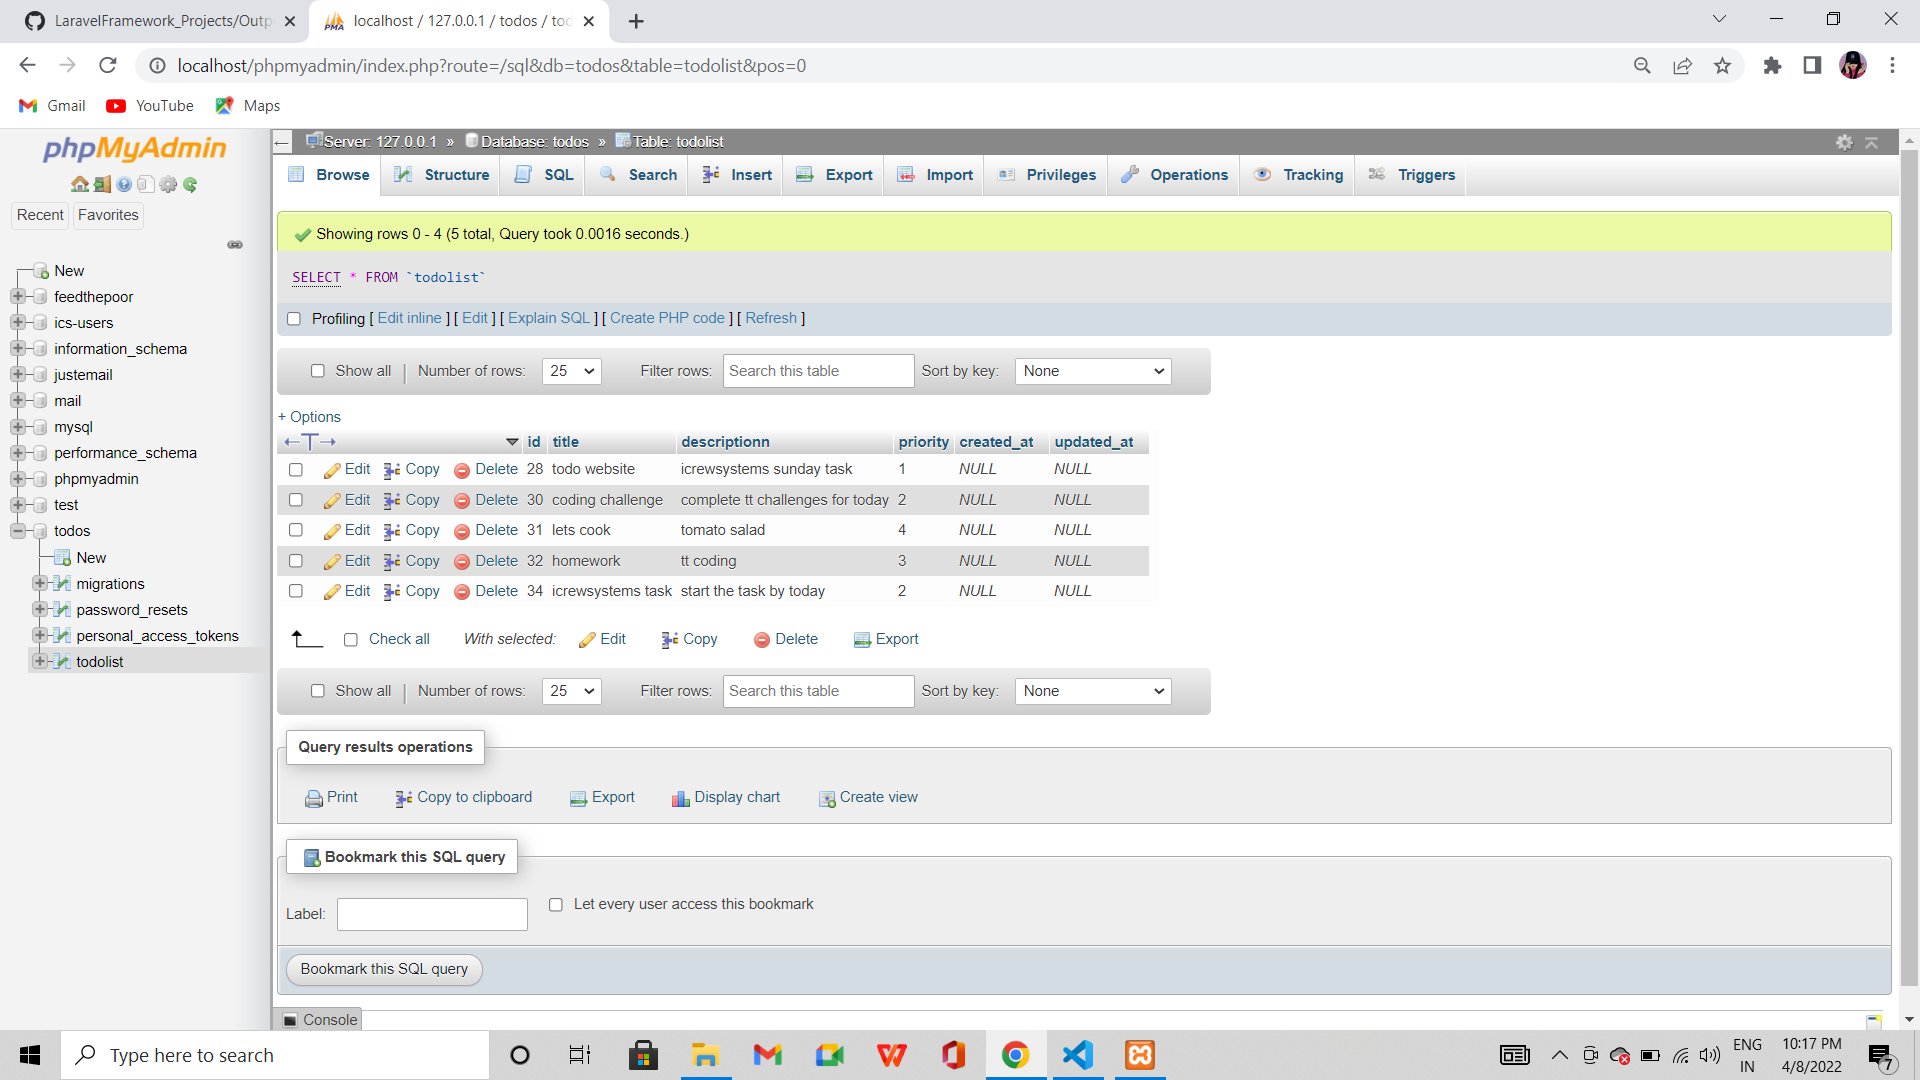 LaravelFramework_Projects/Outp
localhost / 127.0.0.1 / todos / tod
localhost/phpmyadmin/index.php?route=/sql&db=todos&table=todolist&pos=0
Gmail YouTube Maps
phpMyAdmin
Recent Favorites
New
feedthepoor
ics-users
information_schema
justemail
mail
mysql
performance_schema
phpmyadmin
test
todos
New
migrations
password_resets
personal_access_tokens
todolist
Server: 127.0.0.1 » Database: todos » Table: todolist
Browse Structure SQL Search Insert Export Import Privileges Operations Tracking Triggers
Showing rows 0 - 4 (5 total, Query took 0.0016 seconds.)
SELECT * FROM `todolist`
Profiling [ Edit inline ] [ Edit ] [ Explain SQL ] [ Create PHP code ] [ Refresh ]
Show all | Number of rows: 25 Filter rows: Search this table Sort by key: None
+ Options
←T→ id title descriptionn priority created_at updated_at
Edit Copy Delete 28 todo website icrewsystems sunday task 1 NULL NULL
Edit Copy Delete 30 coding challenge complete tt challenges for today 2 NULL NULL
Edit Copy Delete 31 lets cook tomato salad 4 NULL NULL
Edit Copy Delete 32 homework tt coding 3 NULL NULL
Edit Copy Delete 34 icrewsystems task start the task by today 2 NULL NULL
Check all With selected: Edit Copy Delete Export
Show all | Number of rows: 25 Filter rows: Search this table Sort by key: None
Query results operations
Print Copy to clipboard Export Display chart Create view
Bookmark this SQL query
Label: Let every user access this bookmark
Bookmark this SQL query
Console
Type here to search
ENG
IN
10:17 PM
4/8/2022
7